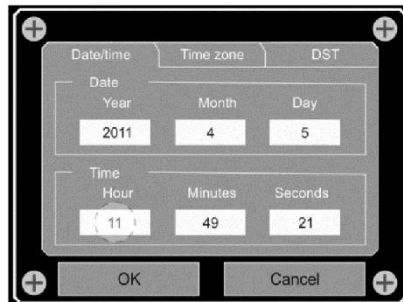 Date/time Time zone DST
Date
Year Month Day
2011 4 5
Time
Hour Minutes Seconds
11 49 21
OK Cancel